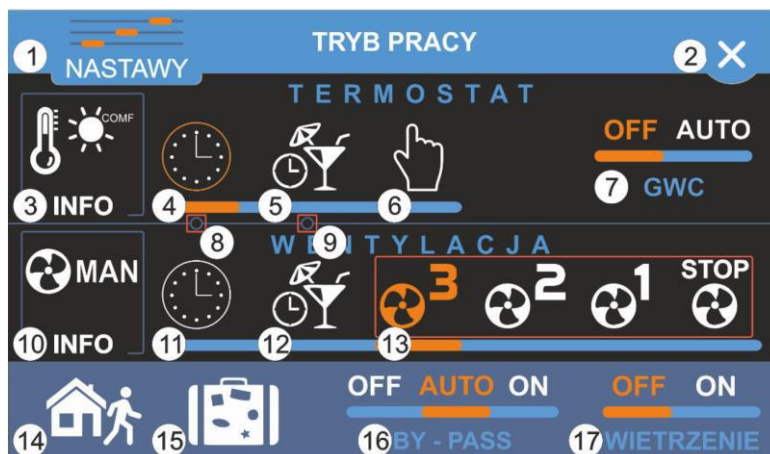 1 NASTAWY
TRYB PRACY
2
TERMOSTAT
COMF
OFF AUTO
3 INFO
4
5
6
7 GWC
8
9
WENTYLACJA
MAN
3
2
1
STOP
10 INFO
11
12
13
OFF AUTO ON
OFF ON
14
15
16 BY - PASS
17 WIETRZENIE